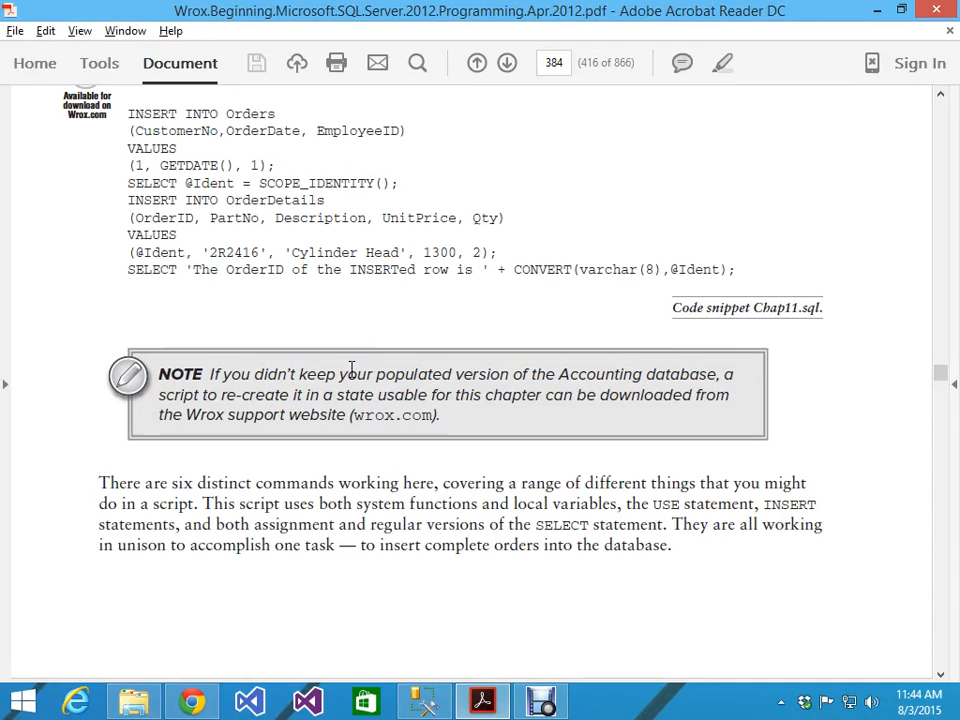 Wrox.Beginning.Microsoft.SQL.Server.2012.Programming.Apr.2012.pdf - Adobe Acrobat Reader DC
File Edit View Window Help
Home Tools Document 384 (416 of 866) Sign In
Available for
download on
Wrox.com
INSERT INTO Orders
(CustomerNo,OrderDate, EmployeeID)
VALUES
(1, GETDATE(), 1);
SELECT @Ident = SCOPE_IDENTITY();
INSERT INTO OrderDetails
(OrderID, PartNo, Description, UnitPrice, Qty)
VALUES
(@Ident, '2R2416', 'Cylinder Head', 1300, 2);
SELECT 'The OrderID of the INSERTed row is ' + CONVERT(varchar(8),@Ident);
Code snippet Chap11.sql.
NOTE If you didn't keep your populated version of the Accounting database, a
script to re-create it in a state usable for this chapter can be downloaded from
the Wrox support website (wrox.com).
There are six distinct commands working here, covering a range of different things that you might
do in a script. This script uses both system functions and local variables, the USE statement, INSERT
statements, and both assignment and regular versions of the SELECT statement. They are all working
in unison to accomplish one task — to insert complete orders into the database.
11:44 AM
8/3/2015